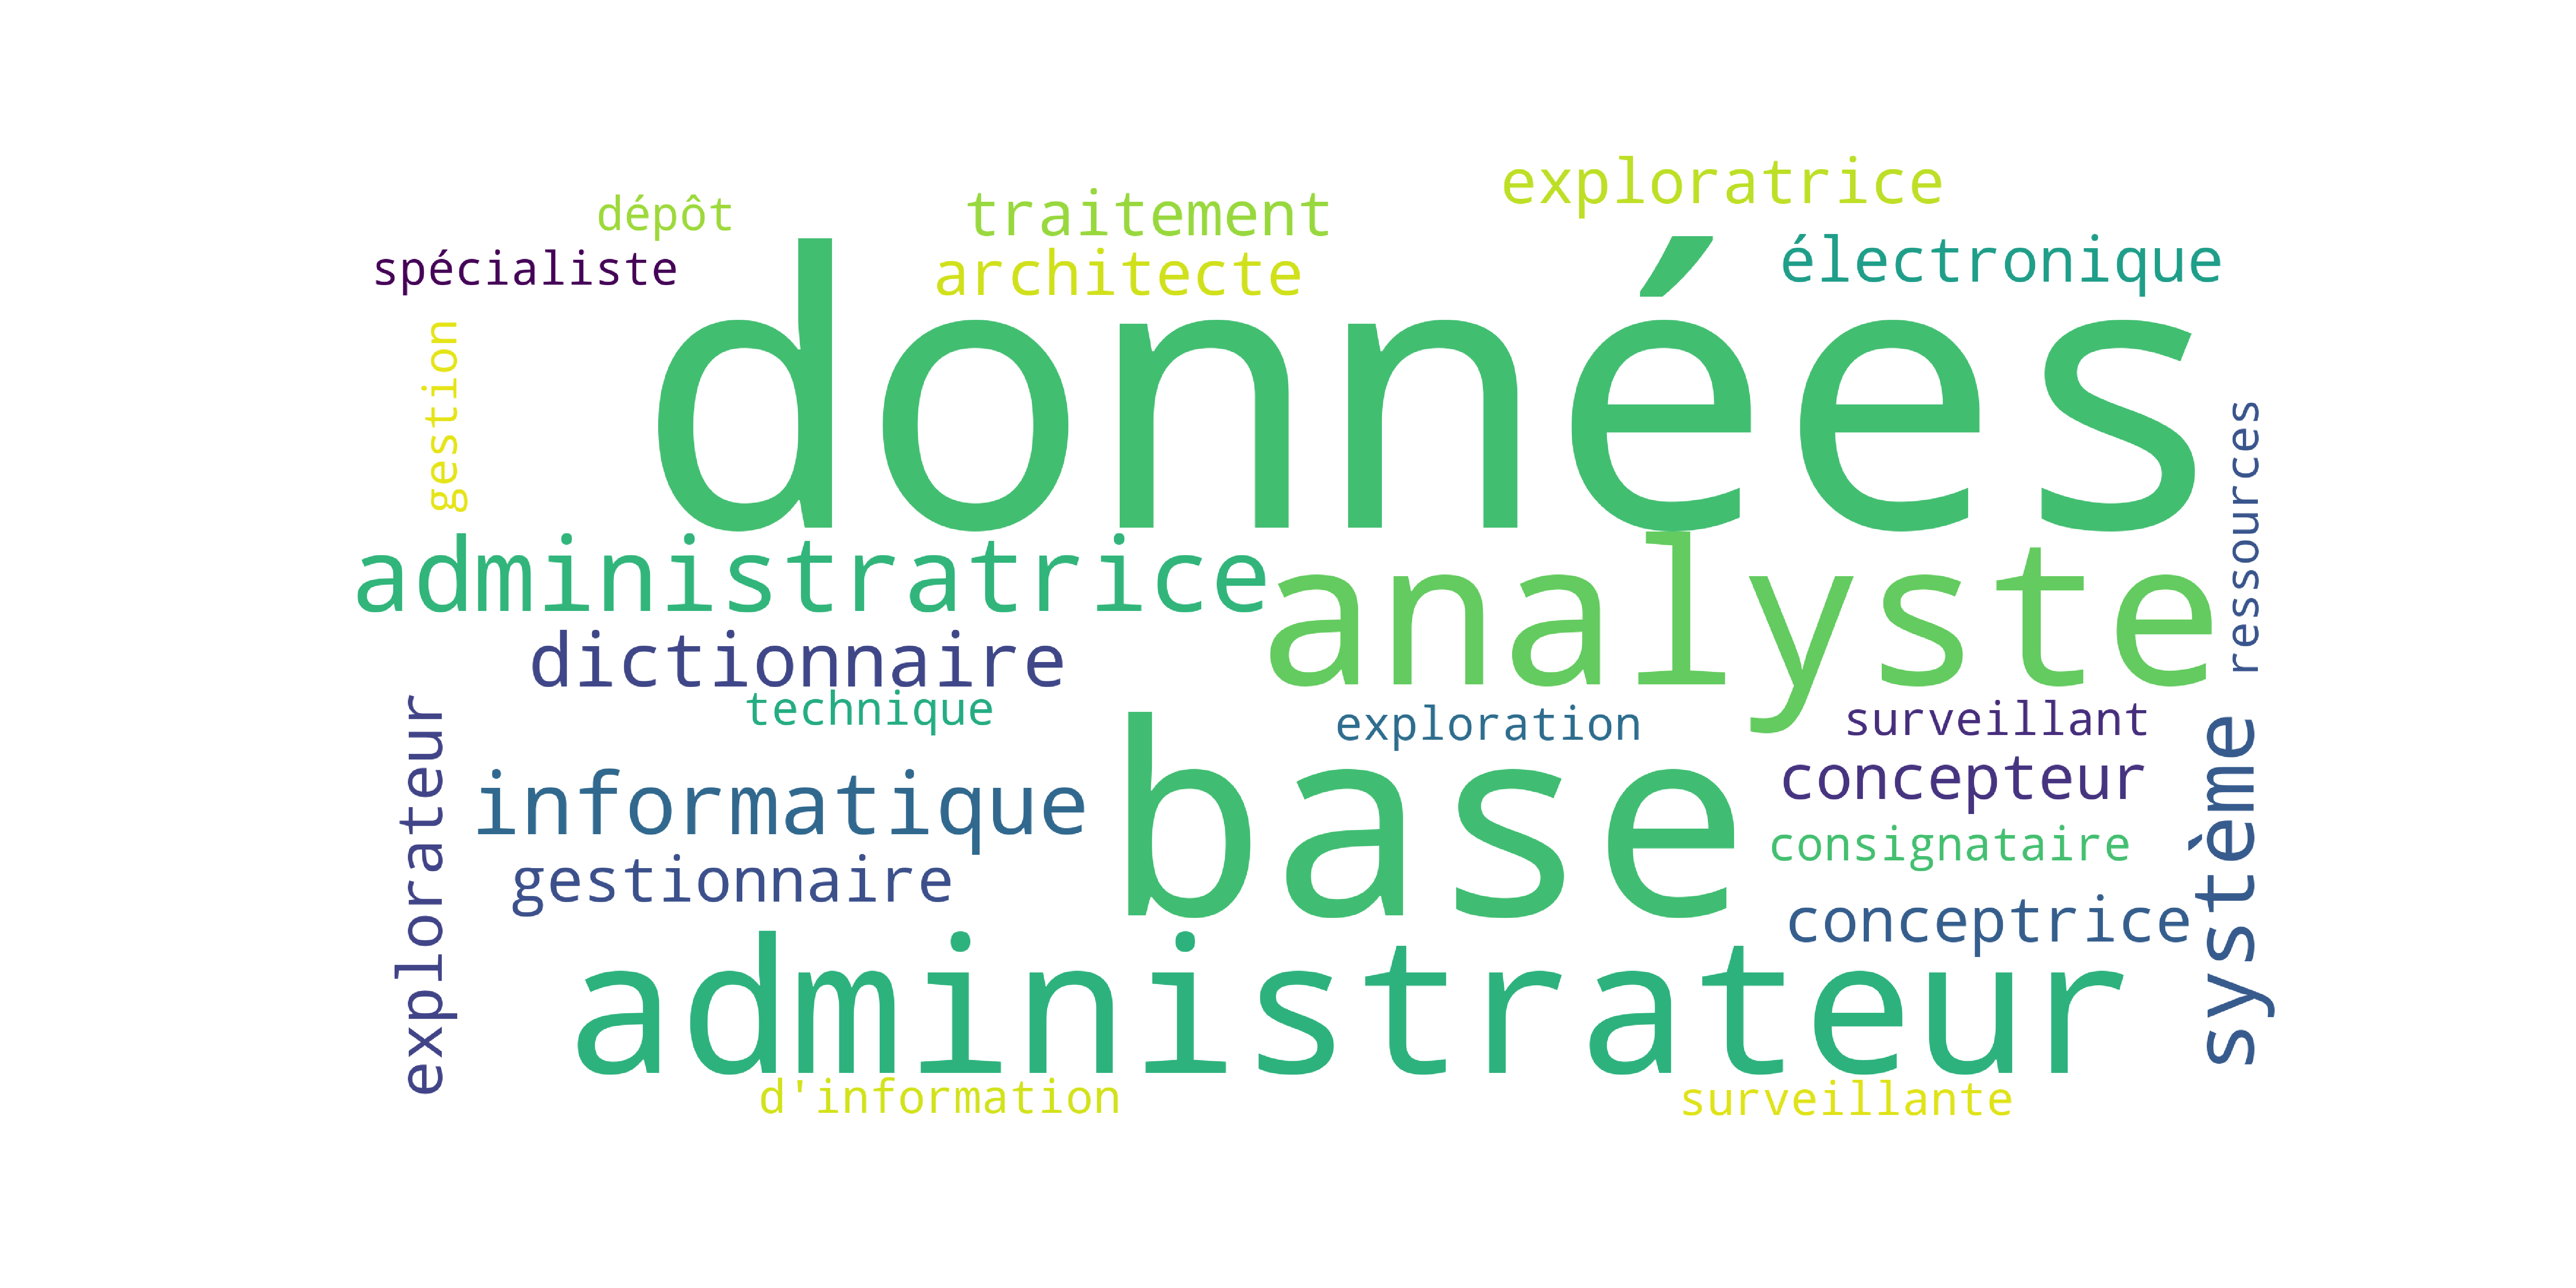 exploratrice
dépôt
traitement
spécialiste
architecte
électronique
données
gestion
ressources
administratrice
analyste
dictionnaire
technique
exploration
surveillant
base
concepteur
système
explorateur
informatique
consignataire
gestionnaire
conceptrice
administrateur
d'information
surveillante